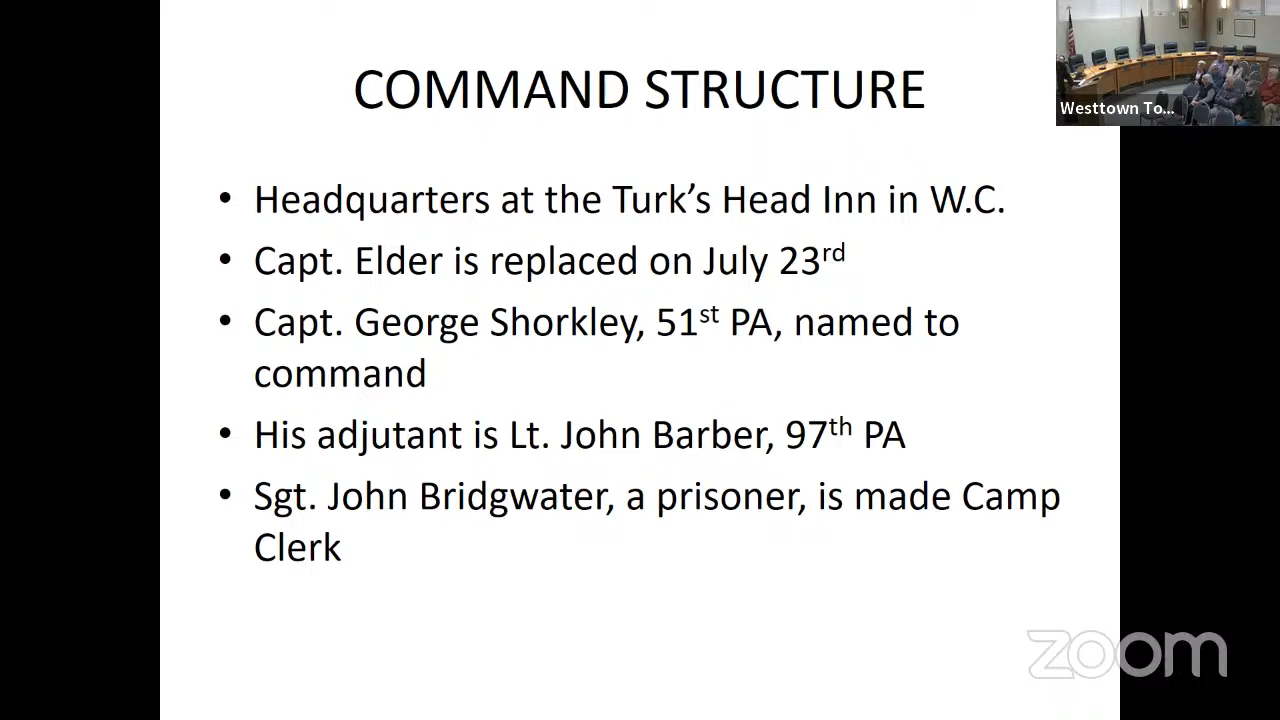 COMMAND STRUCTURE
Westtown To...
• Headquarters at the Turk’s Head Inn in W.C.
• Capt. Elder is replaced on July 23rd
• Capt. George Shorkley, 51st PA, named to
command
• His adjutant is Lt. John Barber, 97th PA
• Sgt. John Bridgwater, a prisoner, is made Camp
Clerk
zoom